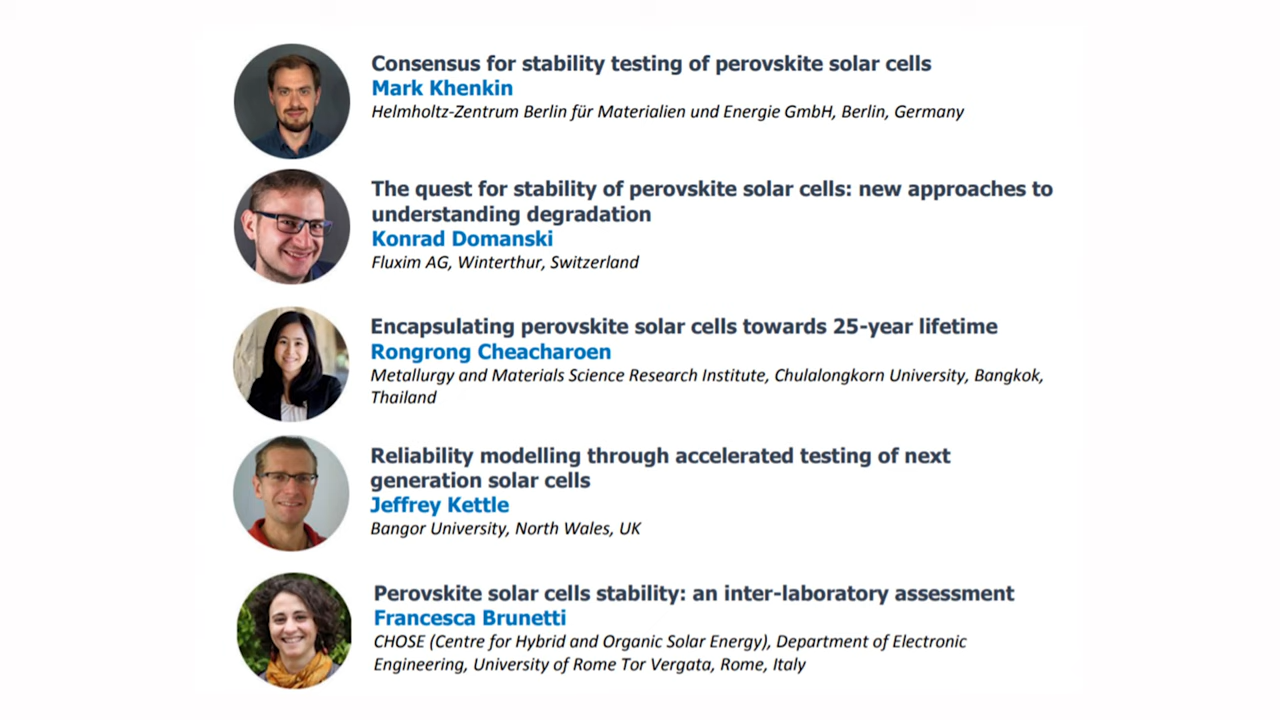 Consensus for stability testing of perovskite solar cells
Mark Khenkin
Helmholtz-Zentrum Berlin für Materialien und Energie GmbH, Berlin, Germany
The quest for stability of perovskite solar cells: new approaches to
understanding degradation
Konrad Domanski
Fluxim AG, Winterthur, Switzerland
Encapsulating perovskite solar cells towards 25-year lifetime
Rongrong Cheacharoen
Metallurgy and Materials Science Research Institute, Chulalongkorn University, Bangkok,
Thailand
Reliability modelling through accelerated testing of next
generation solar cells
Jeffrey Kettle
Bangor University, North Wales, UK
Perovskite solar cells stability: an inter-laboratory assessment
Francesca Brunetti
CHOSE (Centre for Hybrid and Organic Solar Energy), Department of Electronic
Engineering, University of Rome Tor Vergata, Rome, Italy